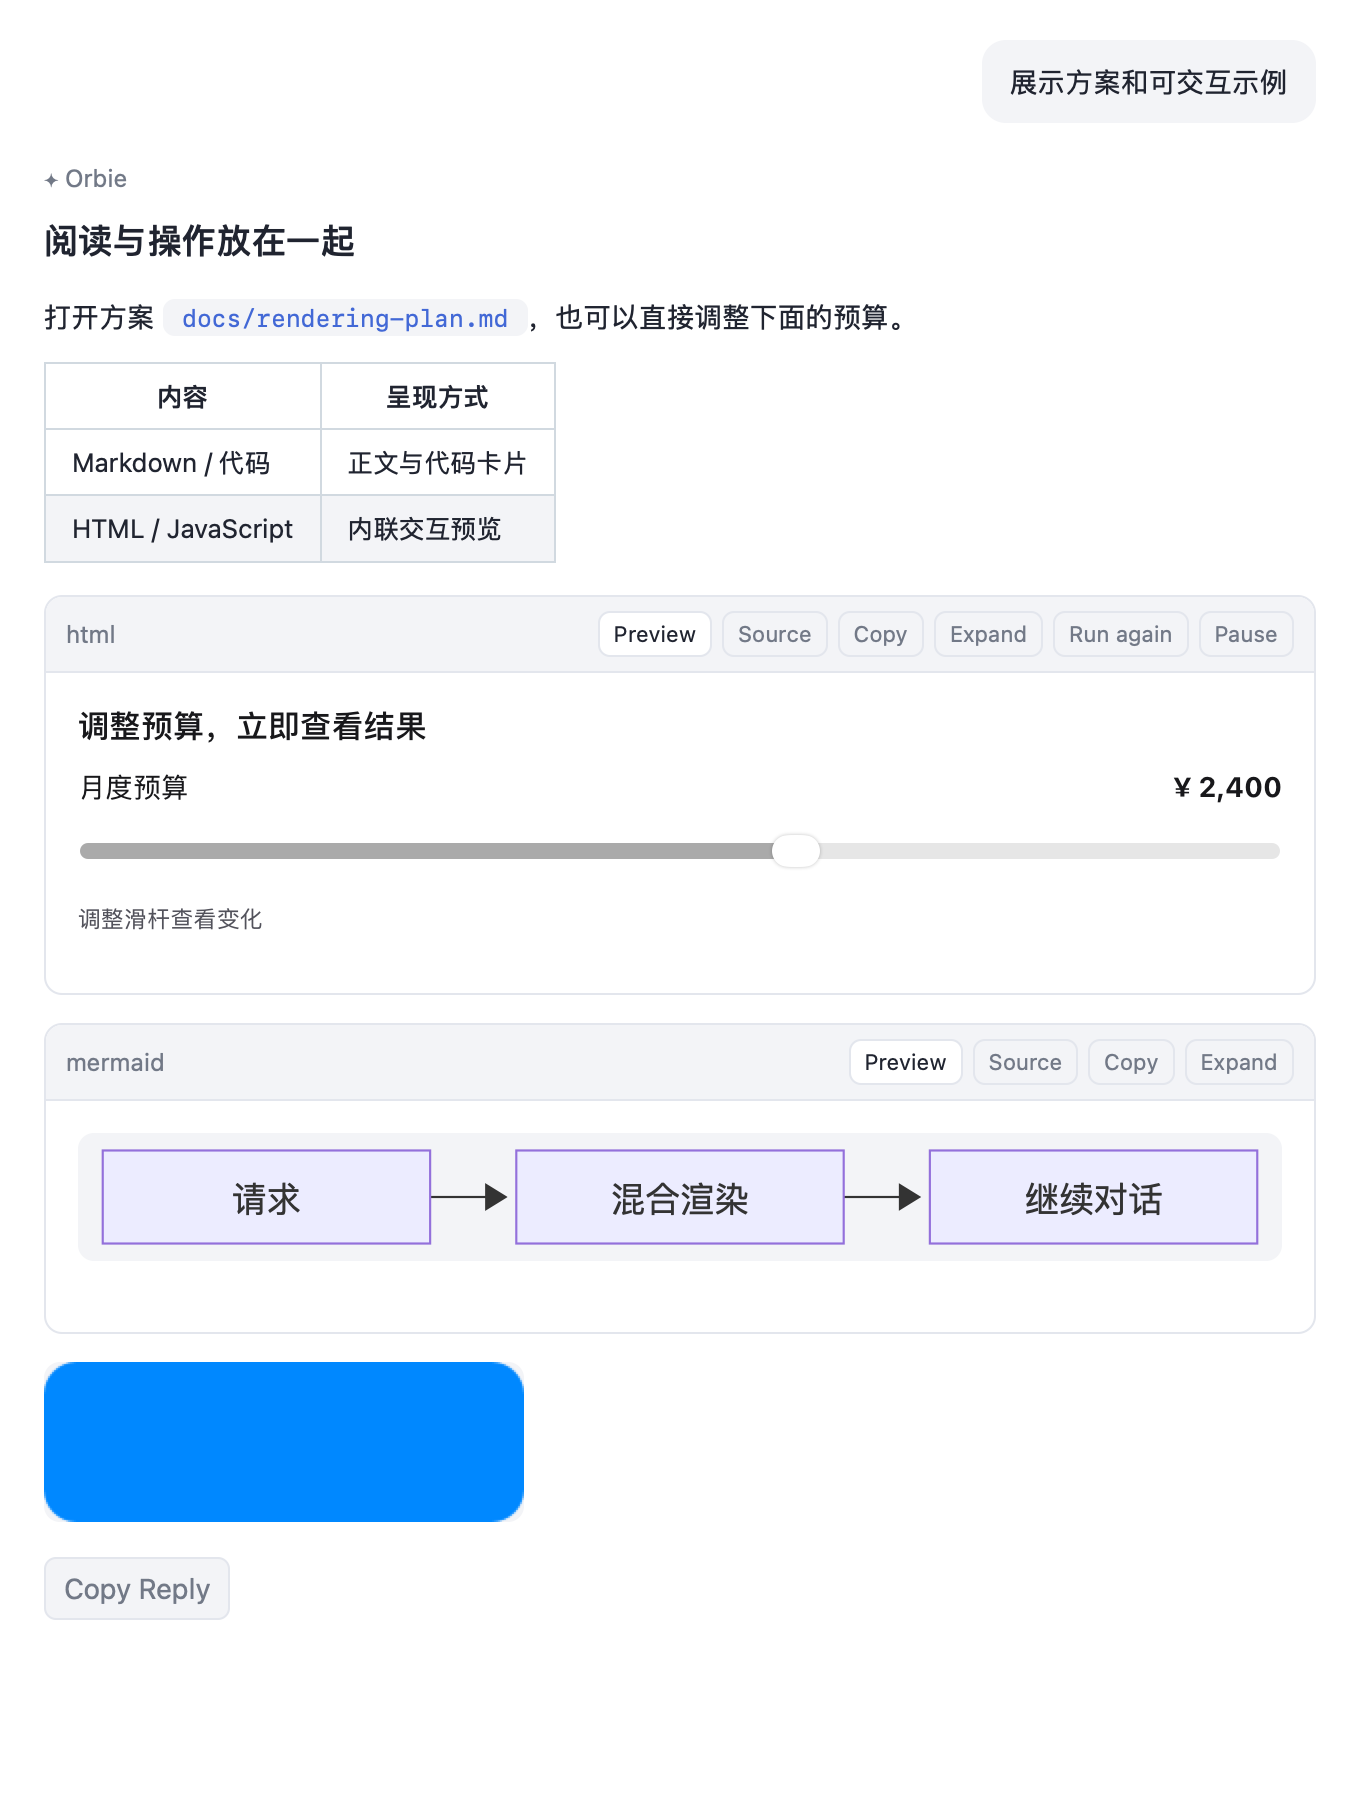 展示方案和可交互示例
✦ Orbie
阅读与操作放在一起
打开方案 docs/rendering-plan.md，也可以直接调整下面的预算。
内容 呈现方式
Markdown / 代码 正文与代码卡片
HTML / JavaScript 内联交互预览
html Preview Source Copy Expand Run again Pause
调整预算，立即查看结果
月度预算 ¥ 2,400
调整滑杆查看变化
mermaid Preview Source Copy Expand
请求 混合渲染 继续对话
Copy Reply